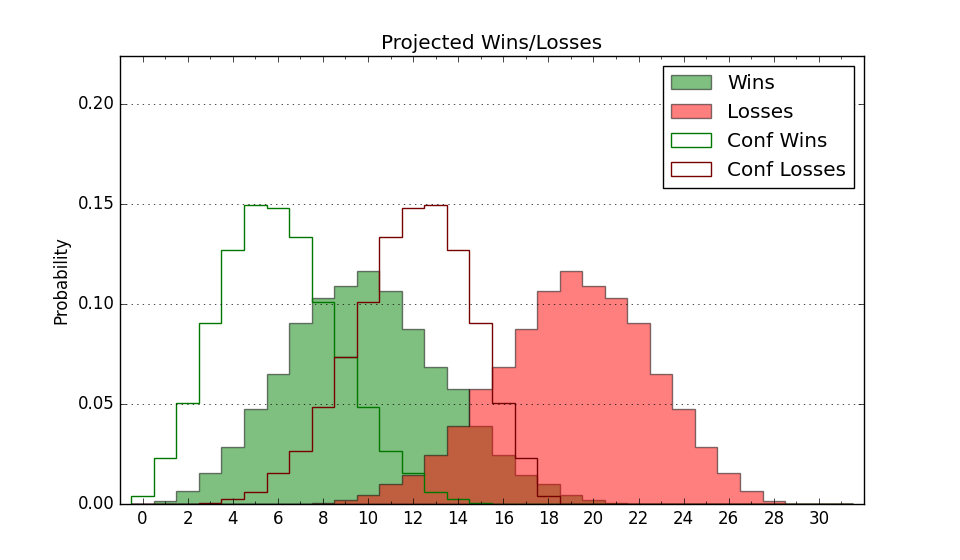 Projected Wins/Losses
Wins
Losses
Conf Wins
Conf Losses
Probability
0.20
0.15
0.10
0.05
0.00
0 2 4 6 8 10 12 14 16 18 20 22 24 26 28 30